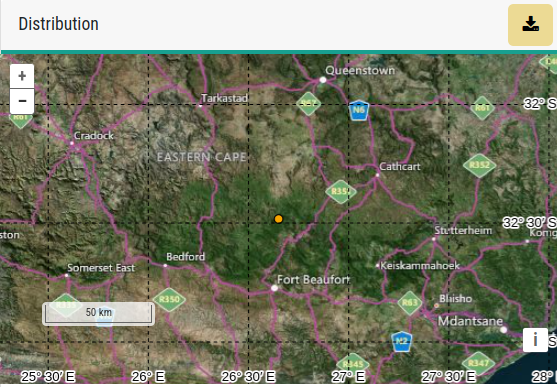 Distribution
+
−
Queenstown
Tarkastad
R61
N6
R61
32° S
R61
Cradock
EASTERN CAPE
Cathcart
R352
R351
32° 30′ S
Stutterheim
Bedford
Keiskammahoek
Somerset East
Fort Beaufort
R350
R63
Bhisho
50 km
Mdantsane
N2
i
R345
R347
25° 30′ E
26° E
26° 30′ E
27° E
27° 30′ E
28°